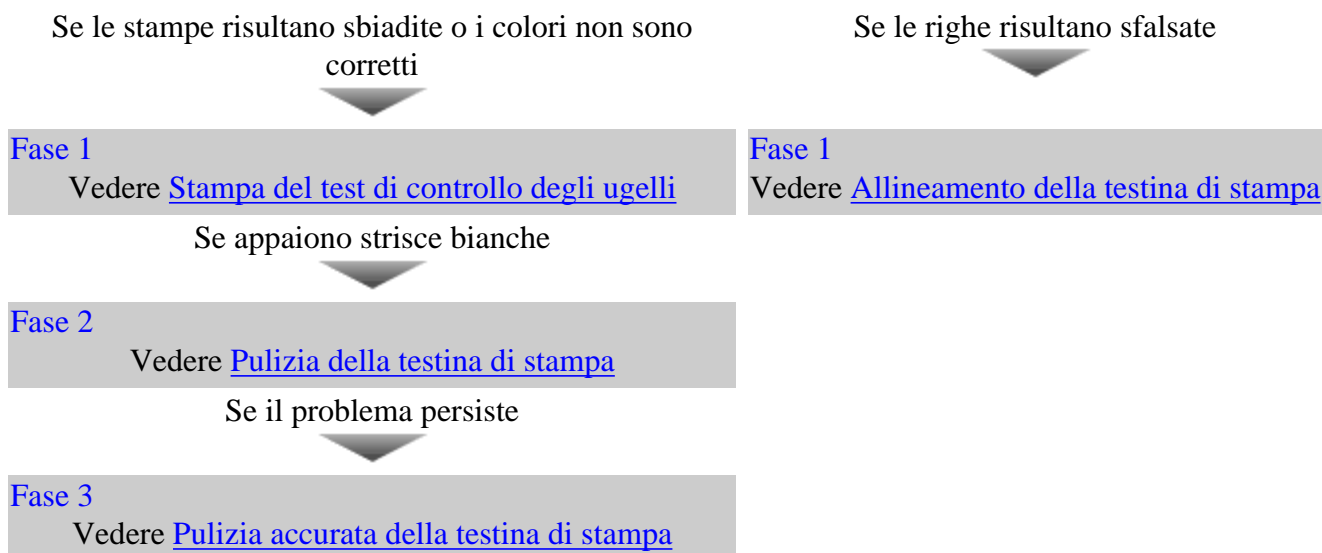 Se le stampe risultano sbiadite o i colori non sono
corretti
Fase 1
Vedere Stampa del test di controllo degli ugelli
Se appaiono strisce bianche
Fase 2
Vedere Pulizia della testina di stampa
Se il problema persiste
Fase 3
Vedere Pulizia accurata della testina di stampa
Se le righe risultano sfalsate
Fase 1
Vedere Allineamento della testina di stampa